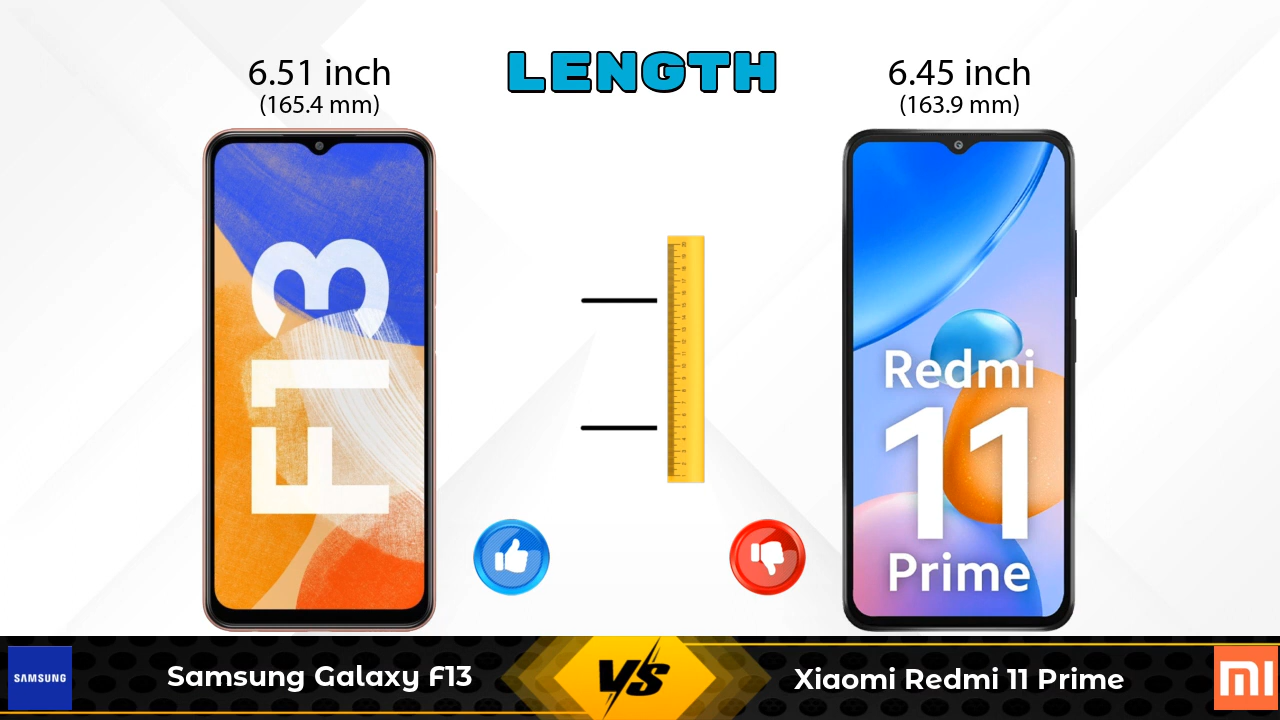 LENGTH
6.51 inch
(165.4 mm)
6.45 inch
(163.9 mm)
F13
Redmi
11
Prime
SAMSUNG
Samsung Galaxy F13
VS
Xiaomi Redmi 11 Prime
MI